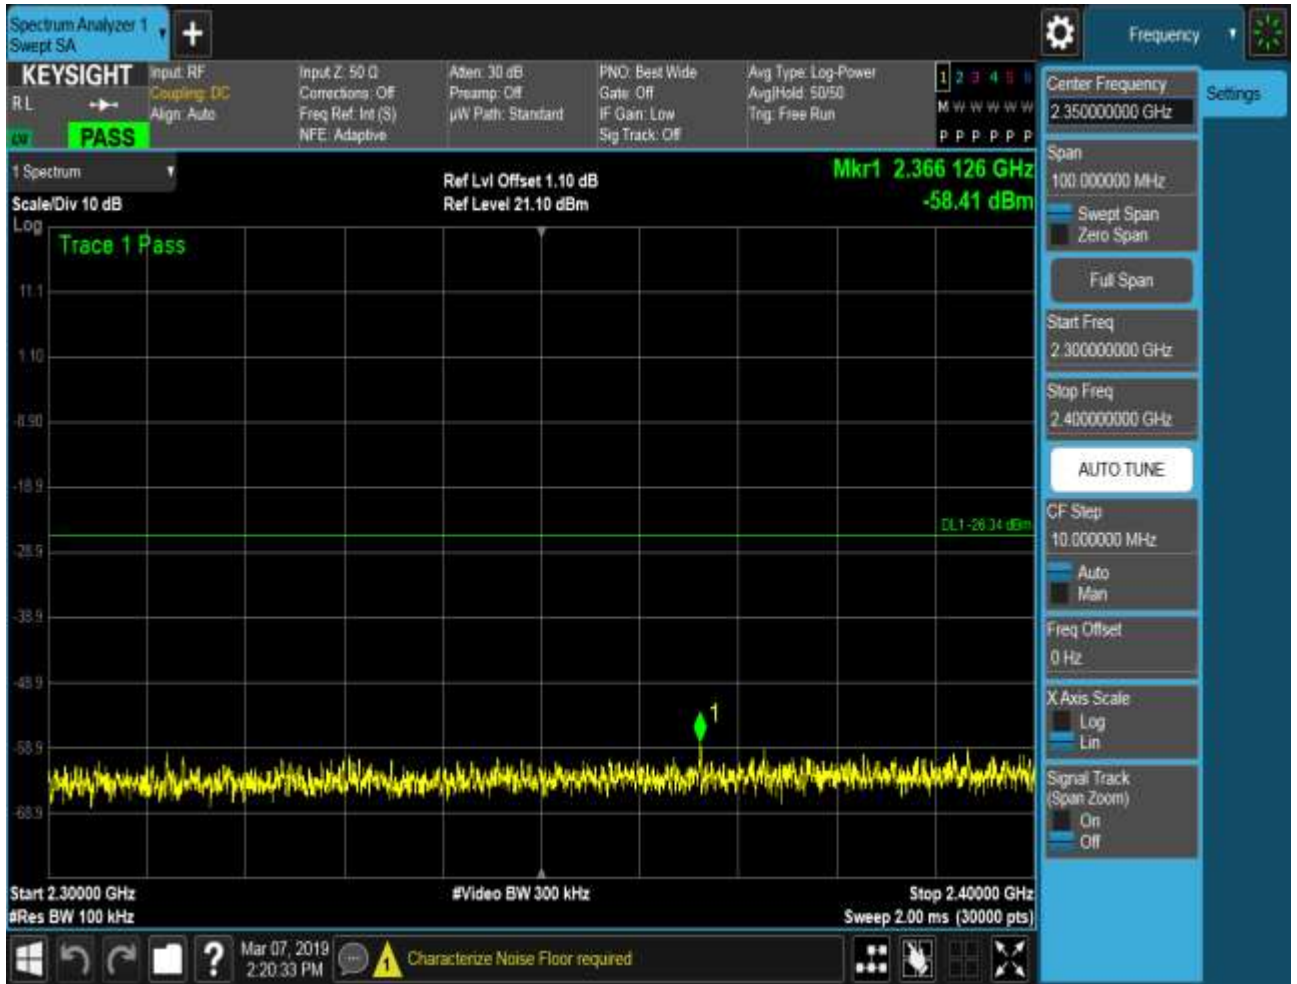 Spectrum Analyzer 1
Swept SA
Frequency
KEYSIGHT
R L
LW
PASS
Input: RF
Coupling: DC
Align: Auto
Input Z: 50 Ω
Corrections: Off
Freq Ref: Int (S)
NFE: Adaptive
Atten: 30 dB
Preamp: Off
µW Path: Standard
PNO: Best Wide
Gate: Off
IF Gain: Low
Sig Track: Off
Avg Type: Log-Power
Avg|Hold: 50/50
Trig: Free Run
1 2 3 4 5 6
M W W W W W
P P P P P P
1 Spectrum
Scale/Div 10 dB
Ref Lvl Offset 1.10 dB
Ref Level 21.10 dBm
Mkr1 2.366 126 GHz
-58.41 dBm
Log
Trace 1 Pass
11.1
1.10
-8.90
-18.9
-28.9
-38.9
-48.9
-58.9
-68.9
DL1 -26.34 dBm
1
Start 2.30000 GHz
#Res BW 100 kHz
#Video BW 300 kHz
Stop 2.40000 GHz
Sweep 2.00 ms (30000 pts)
Center Frequency
2.350000000 GHz
Settings
Span
100.000000 MHz
Swept Span
Zero Span
Full Span
Start Freq
2.300000000 GHz
Stop Freq
2.400000000 GHz
AUTO TUNE
CF Step
10.000000 MHz
Auto
Man
Freq Offset
0 Hz
X Axis Scale
Log
Lin
Signal Track
(Span Zoom)
On
Off
?
Mar 07, 2019
2:20:33 PM
1
Characterize Noise Floor required